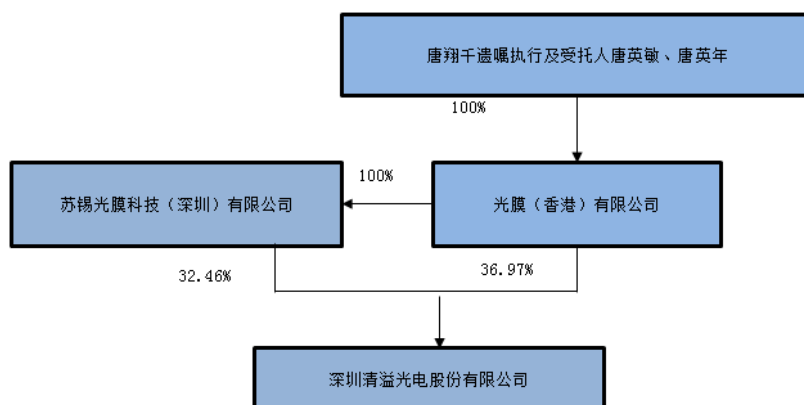 唐翔千遗嘱执行及受托人唐英敏、唐英年
100%
苏锡光膜科技（深圳）有限公司
100%
光膜（香港）有限公司
32.46%
36.97%
深圳清溢光电股份有限公司